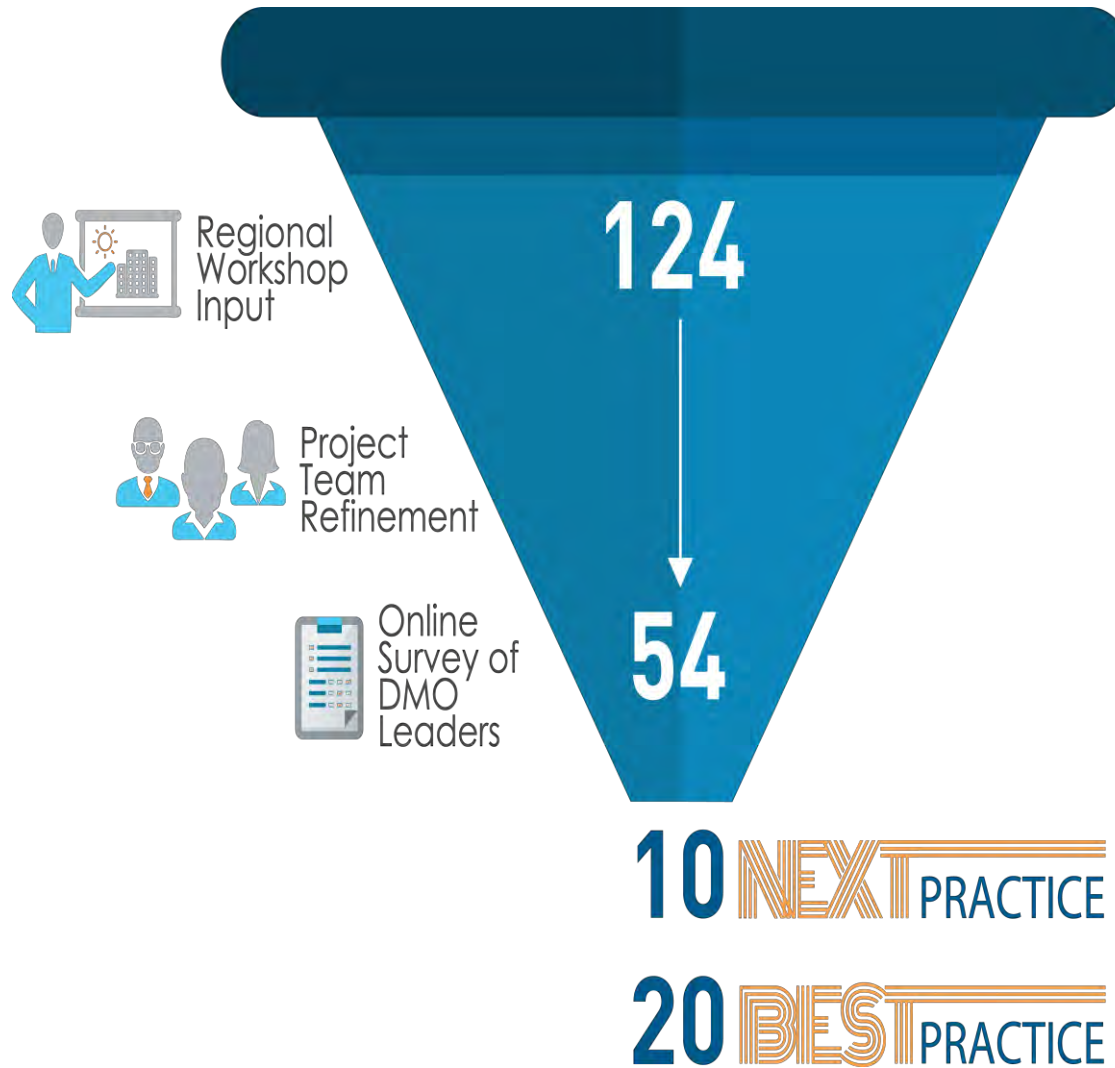 124
Regional
Workshop
Input
Project
Team
Refinement
54
Online
Survey of
DMO
Leaders
10 NEXT PRACTICE
20 BEST PRACTICE